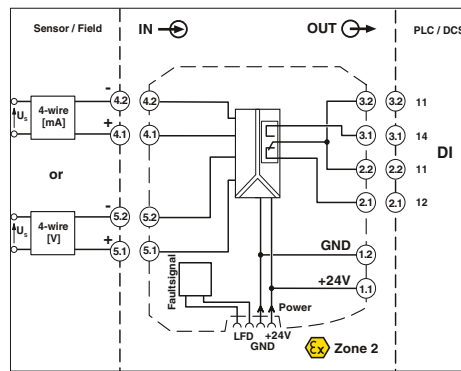 Sensor / Field
IN
OUT
PLC / DCS
-
4.2
4.2
3.2
3.2
11
Us
4-wire
[mA]
+
4.1
4.1
3.1
3.1
14
DI
or
2.2
2.2
11
-
5.2
5.2
2.1
2.1
12
Us
4-wire
[V]
+
5.1
5.1
GND
1.2
+24V
1.1
Faultsignal
Power
LFD
+24V
GND
Ex
Zone 2